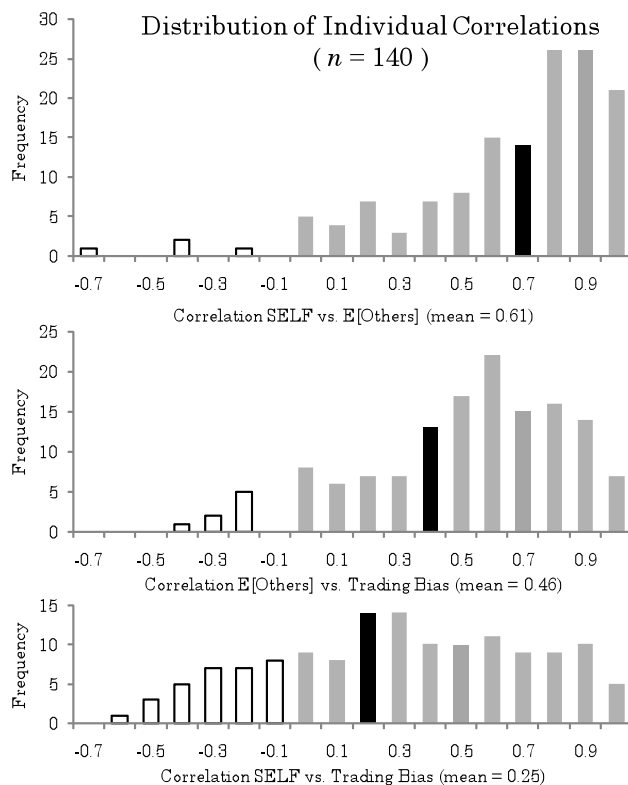 Distribution of Individual Correlations
( n = 140 )
Frequency
30
25
20
15
10
5
0
-0.7 -0.5 -0.3 -0.1 0.1 0.3 0.5 0.7 0.9
Correlation SELF vs. E[Others] (mean = 0.61)
Frequency
25
20
15
10
5
0
-0.7 -0.5 -0.3 -0.1 0.1 0.3 0.5 0.7 0.9
Correlation E[Others] vs. Trading Bias (mean = 0.46)
Frequency
15
10
5
0
-0.7 -0.5 -0.3 -0.1 0.1 0.3 0.5 0.7 0.9
Correlation SELF vs. Trading Bias (mean = 0.25)